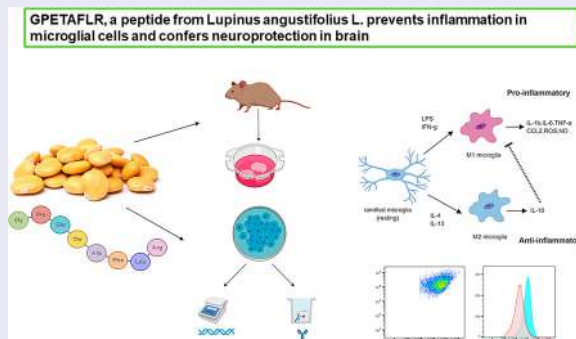 GPETAFLR, a peptide from Lupinus angustifolius L. prevents inflammation in
microglial cells and confers neuroprotection in brain
Pro-inflammatory
LPS
IFN-g
IL-1b,IL-6,TNF-a
CCL2,ROS,NO
M1 microglia
ramified microglia
(resting)
IL-4
IL-13
IL-10
M2 microglia
Anti-inflammato
Gly
Pro
Glu
Thr
Ala
Phe
Leu
Arg